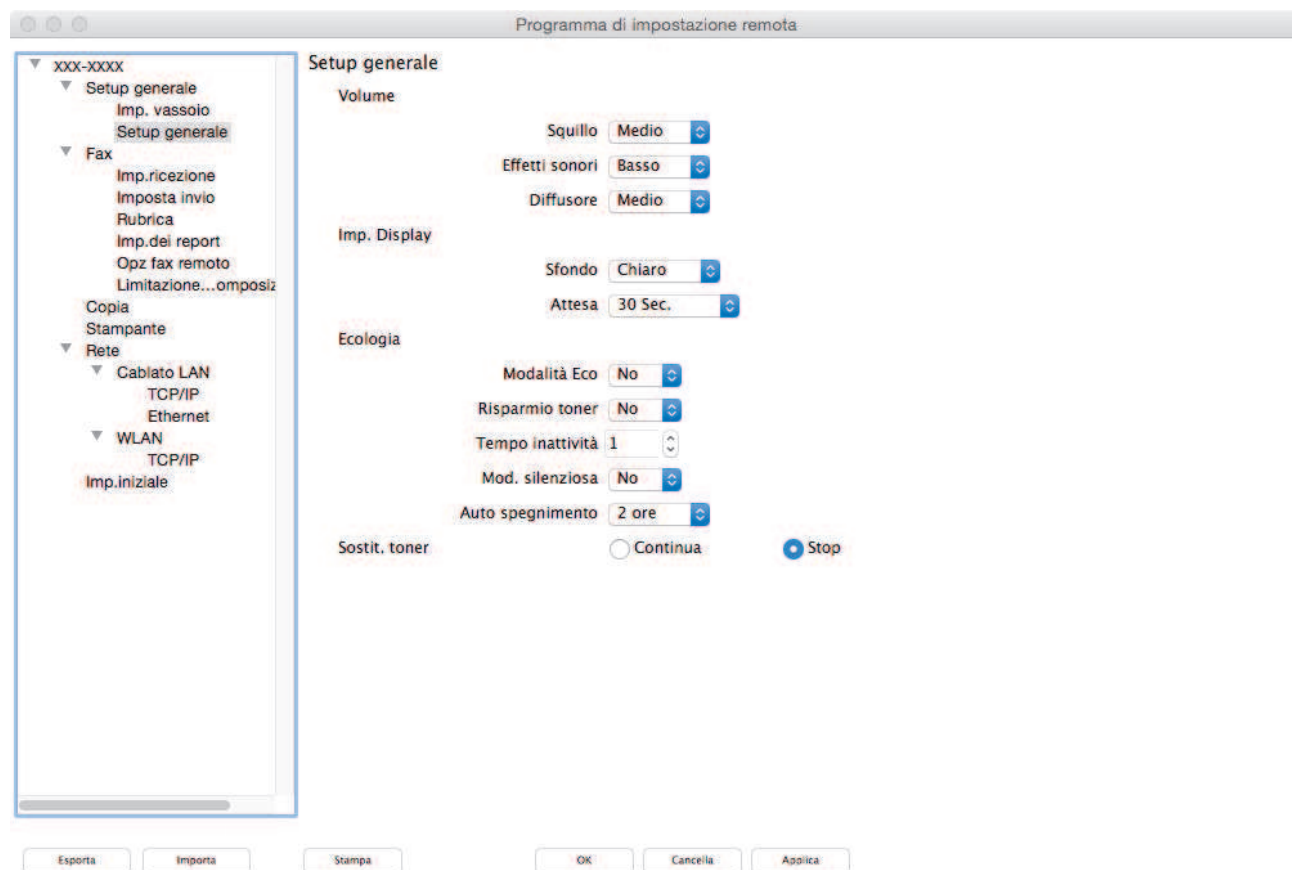 Programma di impostazione remota
XXX-XXXX
Setup generale
Imp. vassoio
Setup generale
Fax
Imp.ricezione
Imposta invio
Rubrica
Imp.dei report
Opz fax remoto
Limitazione...omposiz
Copia
Stampante
Rete
Cablato LAN
TCP/IP
Ethernet
WLAN
TCP/IP
Imp.iniziale
Setup generale
Volume
Squillo Medio
Effetti sonori Basso
Diffusore Medio
Imp. Display
Sfondo Chiaro
Attesa 30 Sec.
Ecologia
Modalità Eco No
Risparmio toner No
Tempo inattività 1
Mod. silenziosa No
Auto spegnimento 2 ore
Sostit. toner Continua Stop
Esporta Importa Stampa OK Cancella Applica